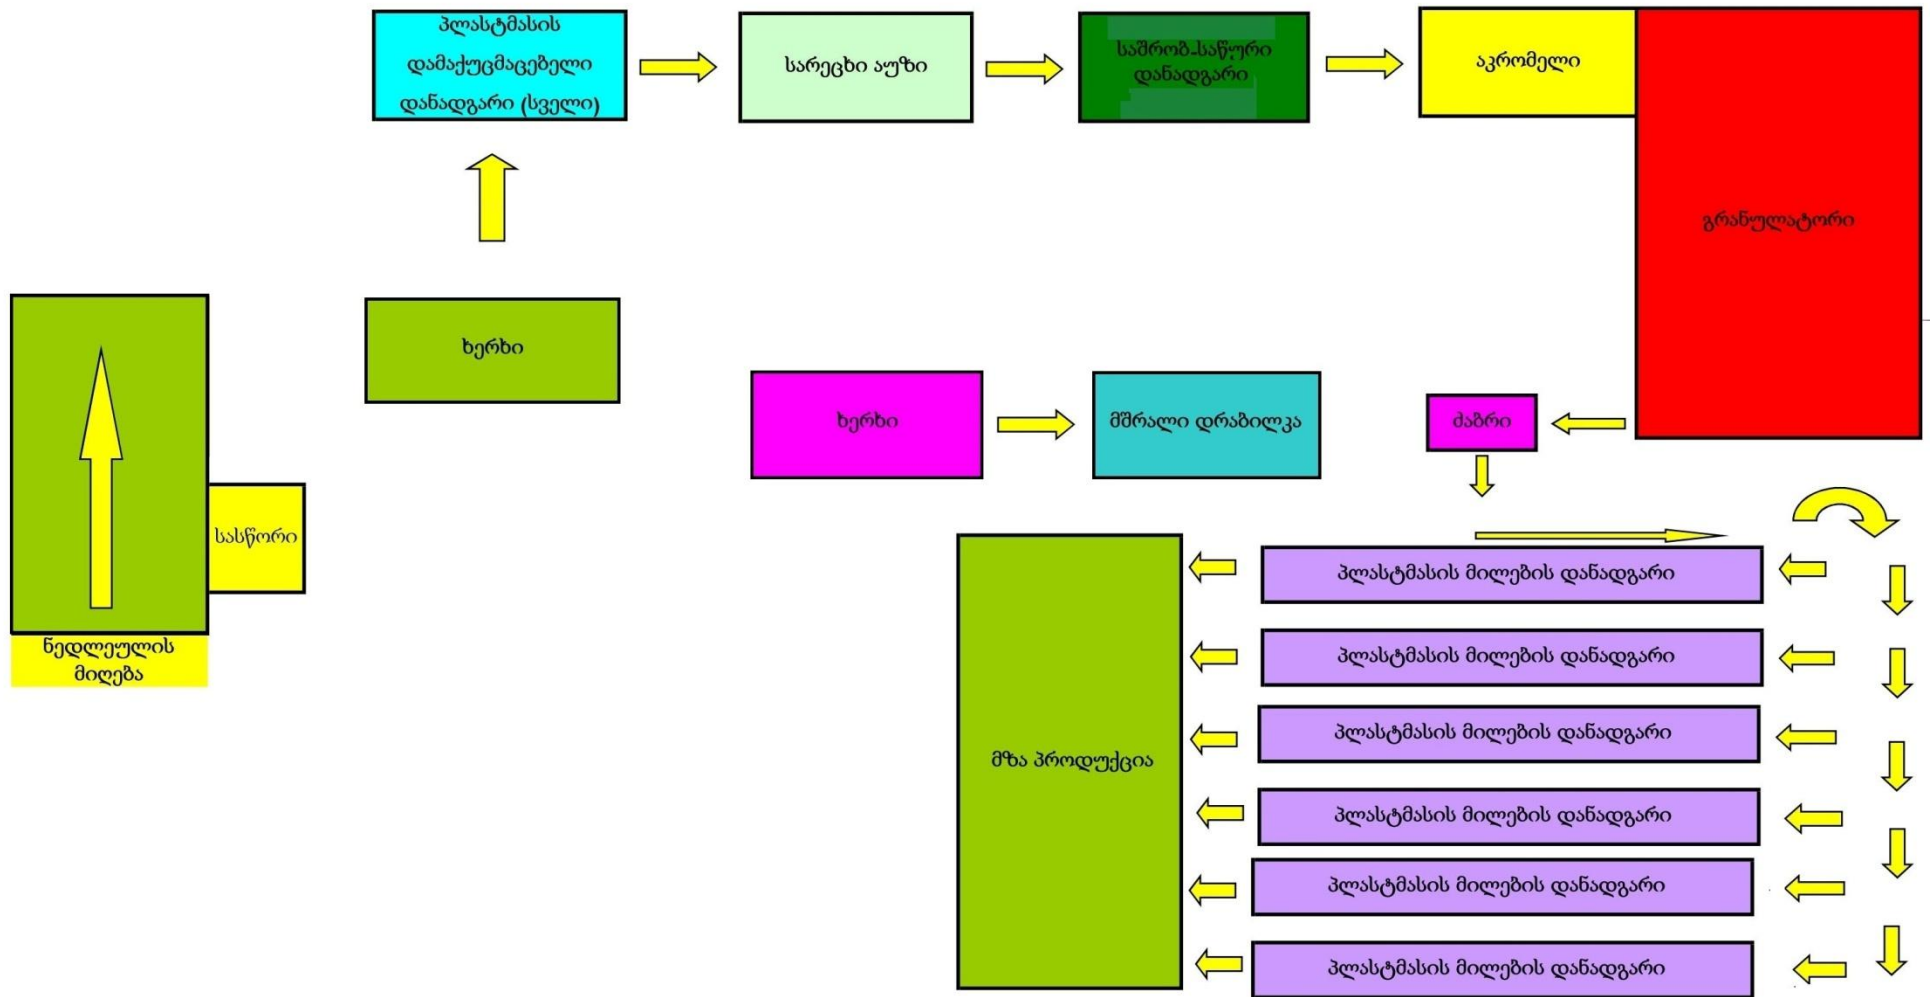 პლასტმასის
დამაქუცმაცებელი
დანადგარი (სველი)
სარეცხი აუზი
საშრობ-საწური
დანადგარი
აკრომელი
გრანულატორი
ხერხი
ხერხი
მშრალი დრაბილკა
ძაბრი
სასწორი
ნედლეულის
მიღება
მზა პროდუქცია
პლასტმასის მილების დანადგარი
პლასტმასის მილების დანადგარი
პლასტმასის მილების დანადგარი
პლასტმასის მილების დანადგარი
პლასტმასის მილების დანადგარი
პლასტმასის მილების დანადგარი